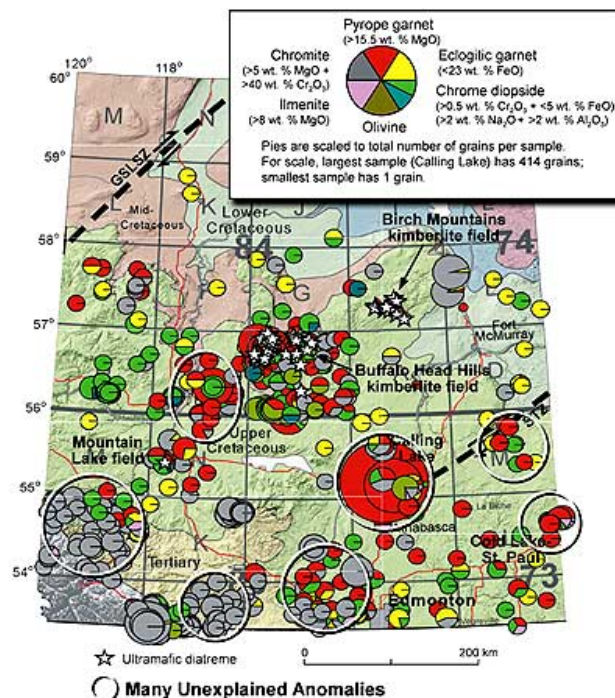 Pyrope garnet
(>15.5 wt. % MgO)
Chromite
(>5 wt. % MgO +
>40 wt. % Cr₂O₃)
Eclogilic garnet
(<23 wt. % FeO)
Ilmenite
(>8 wt. % MgO)
Chrome diopside
(>0.5 wt. % Cr₂O₃ + <5 wt. % FeO)
(>2 wt. % Na₂O + >2 wt. % Al₂O₃)
Olivine
Pies are scaled to total number of grains per sample.
For scale, largest sample (Calling Lake) has 414 grains;
smallest sample has 1 grain.
60°
120°
118°
M
N
59°
GSLSZ
L
Mid-
Cretaceous
K
Lower
Cretaceous
J
Birch Mountains
kimberlite field
58°
84
74
G
E
57°
Fort
McMurray
D
Buffalo Head Hills
kimberlite field
56°
Upper
Cretaceous
Mountain
Lake field
Calling
Lake
M
55°
La Biche
Cold Lake-
St. Paul
K
Tertiary
54°
73
Edmonton
Ultramafic diatreme
0 km 200 km
Many Unexplained Anomalies